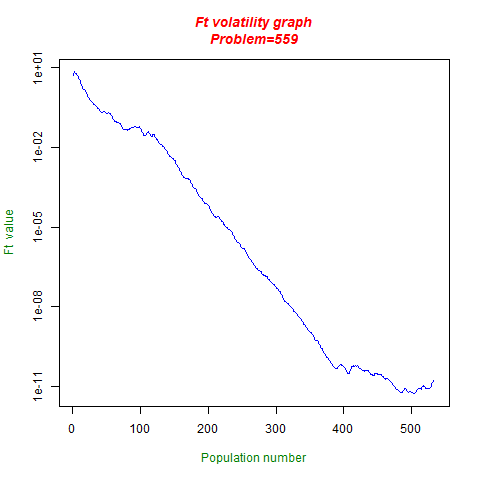 Ft volatility graph
Problem=559
Ft value
1e+01
1e-02
1e-05
1e-08
1e-11
0 100 200 300 400 500
Population number